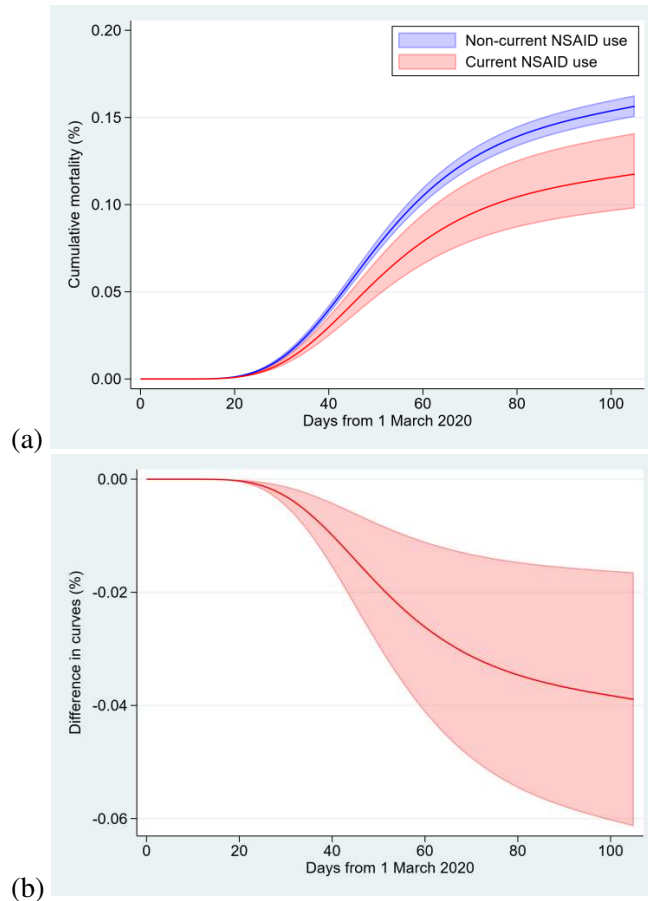 0.20
0.15
0.10
0.05
0.00
Cumulative mortality (%)
Non-current NSAID use
Current NSAID use
0 20 40 60 80 100
Days from 1 March 2020
(a)
0.00
-0.02
-0.04
-0.06
Difference in curves (%)
0 20 40 60 80 100
Days from 1 March 2020
(b)